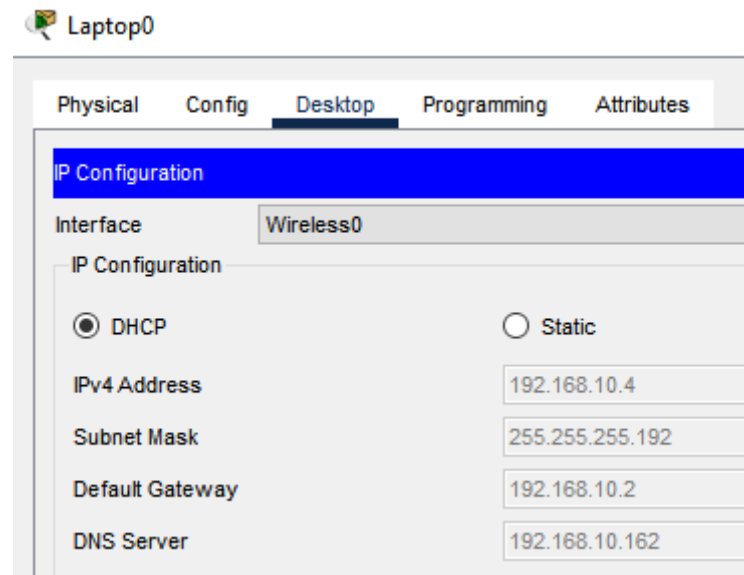 Laptop0
Physical Config Desktop Programming Attributes
IP Configuration
Interface Wireless0
IP Configuration
DHCP Static
IPv4 Address 192.168.10.4
Subnet Mask 255.255.255.192
Default Gateway 192.168.10.2
DNS Server 192.168.10.162